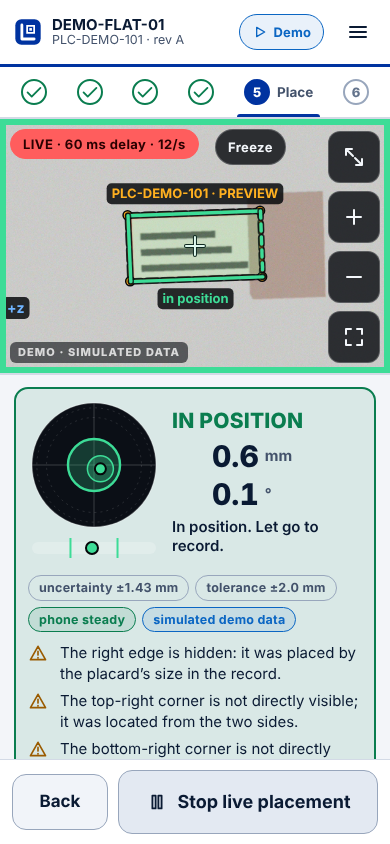 DEMO-FLAT-01
PLC-DEMO-101 · rev A
Demo
5 Place
6
LIVE · 60 ms delay · 12/s
Freeze
PLC-DEMO-101 · PREVIEW
in position
+z
DEMO · SIMULATED DATA
IN POSITION
0.6 mm
0.1 °
In position. Let go to
record.
uncertainty ±1.43 mm
tolerance ±2.0 mm
phone steady
simulated demo data
The right edge is hidden: it was placed by
the placard’s size in the record.
The top-right corner is not directly visible;
it was located from the two sides.
The bottom-right corner is not directly
Back
Stop live placement